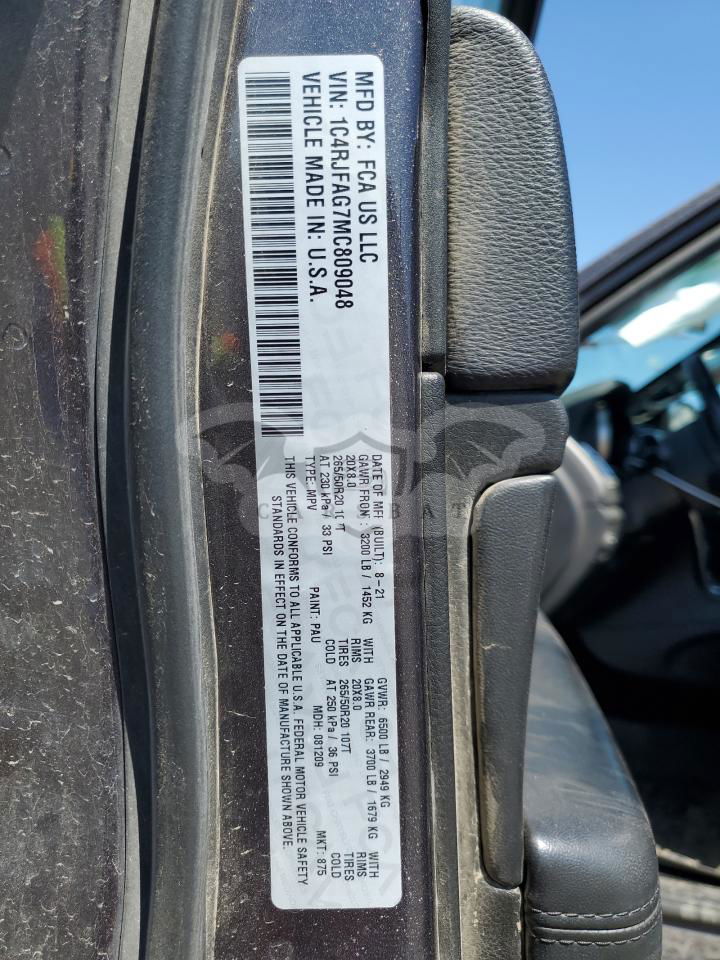 MFD BY: FCA US LLC
VIN: 1C4RJFAG7MC809048
VEHICLE MADE IN: U.S.A.
DATE OF MFR (BUILT): 8-21 GVWR: 6500 LB / 2949 KG
GAWR FRONT: 3200 LB / 1452 KG WITH GAWR REAR: 3700 LB / 1679 KG WITH
20X8.0 RIMS 20X8.0 RIMS
265/50R20 107T TIRES 265/50R20 107T TIRES
AT 230 kPa / 33 PSI COLD AT 250 kPa / 36 PSI COLD
TYPE: MPV PAINT: PAU MDH: 081209 MKT: 875
THIS VEHICLE CONFORMS TO ALL APPLICABLE U.S.A. FEDERAL MOTOR VEHICLE SAFETY
STANDARDS IN EFFECT ON THE DATE OF MANUFACTURE SHOWN ABOVE.